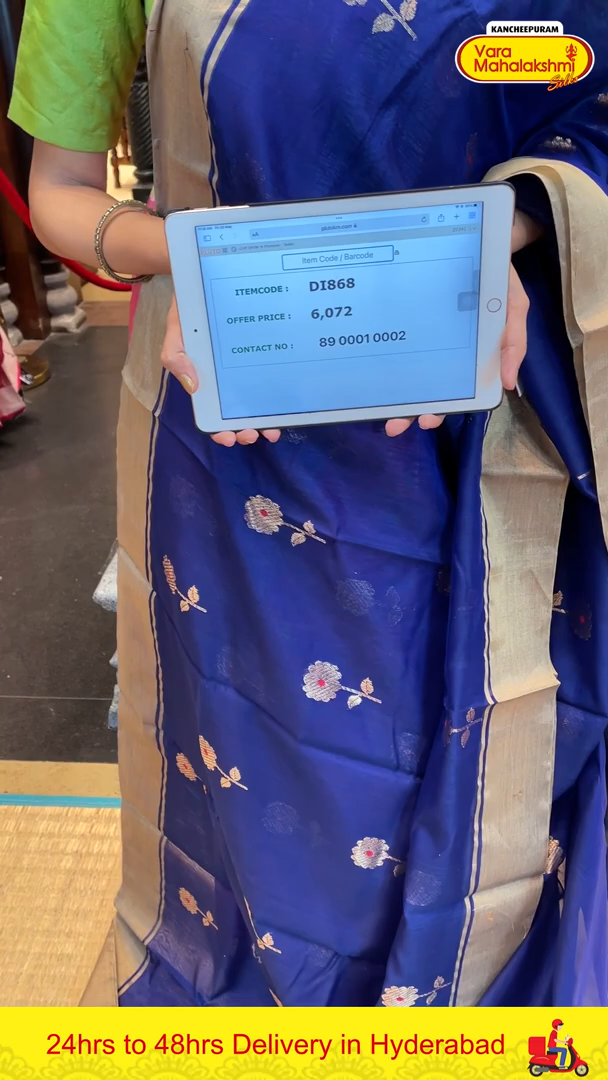 KANCHEEPURAM
Vara
Mahalakshmi
Silks
Item Code / Barcode
ITEMCODE : DI868
OFFER PRICE : 6,072
CONTACT NO : 89 0001 0002
24hrs to 48hrs Delivery in Hyderabad